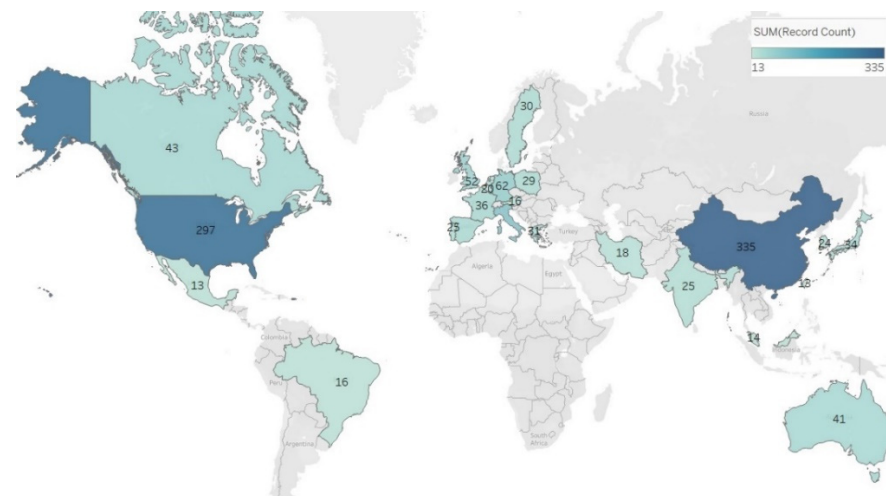 SUM(Record Count)
13 335
30
Russia
43
52
20
62
29
36
16
25
31
Turkey
297
335
24
34
18
13
Algeria
Egypt
25
13
14
Indonesia
Colombia
16
Peru
41
South
Africa
Argentina